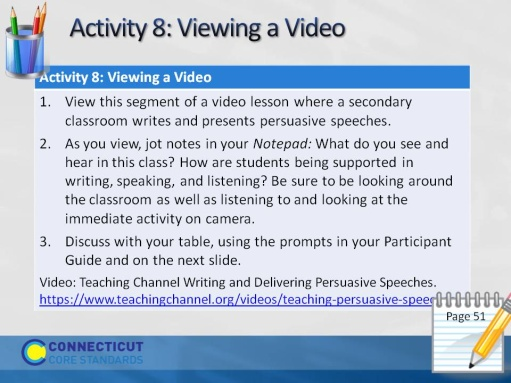 Activity 8: Viewing a Video
Activity 8: Viewing a Video
1. View this segment of a video lesson where a secondary
classroom writes and presents persuasive speeches.
2. As you view, jot notes in your Notepad: What do you see and
hear in this class? How are students being supported in
writing, speaking, and listening? Be sure to be looking around
the classroom as well as listening to and looking at the
immediate activity on camera.
3. Discuss with your table, using the prompts in your Participant
Guide and on the next slide.
Video: Teaching Channel Writing and Delivering Persuasive Speeches.
https://www.teachingchannel.org/videos/teaching-persuasive-speec
Page 51
CONNECTICUT
CORE STANDARDS